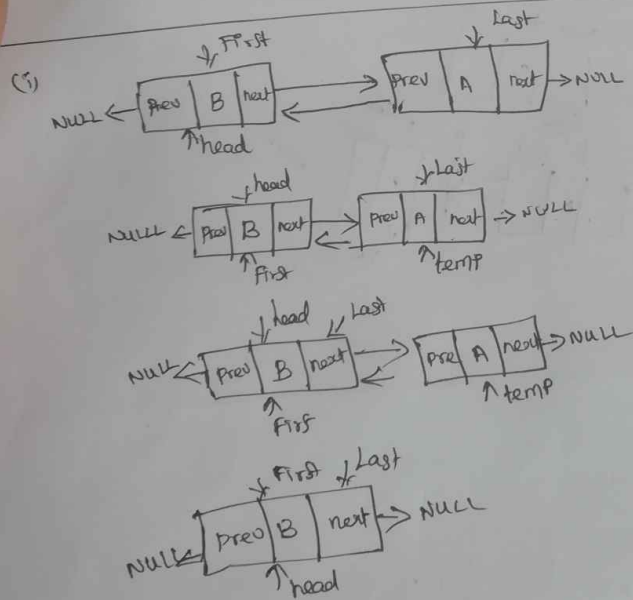 First Last
(i) NULL prev B next prev A next NULL
head
head Last
NULL prev B next prev A next NULL
First temp
head Last
NULL prev B next pre A next NULL
First temp
First Last
NULL prev B next NULL
head